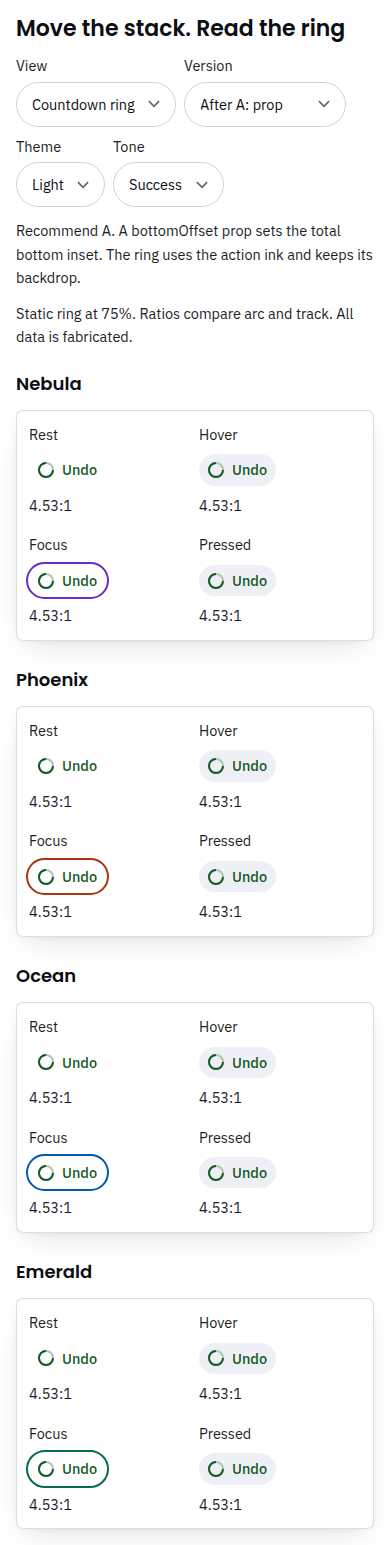 Move the stack. Read the ring
View Version
Countdown ring After A: prop
Theme Tone
Light Success
Recommend A. A bottomOffset prop sets the total
bottom inset. The ring uses the action ink and keeps its
backdrop.
Static ring at 75%. Ratios compare arc and track. All
data is fabricated.
Nebula
Rest Hover
Undo Undo
4.53:1 4.53:1
Focus Pressed
Undo Undo
4.53:1 4.53:1
Phoenix
Rest Hover
Undo Undo
4.53:1 4.53:1
Focus Pressed
Undo Undo
4.53:1 4.53:1
Ocean
Rest Hover
Undo Undo
4.53:1 4.53:1
Focus Pressed
Undo Undo
4.53:1 4.53:1
Emerald
Rest Hover
Undo Undo
4.53:1 4.53:1
Focus Pressed
Undo Undo
4.53:1 4.53:1